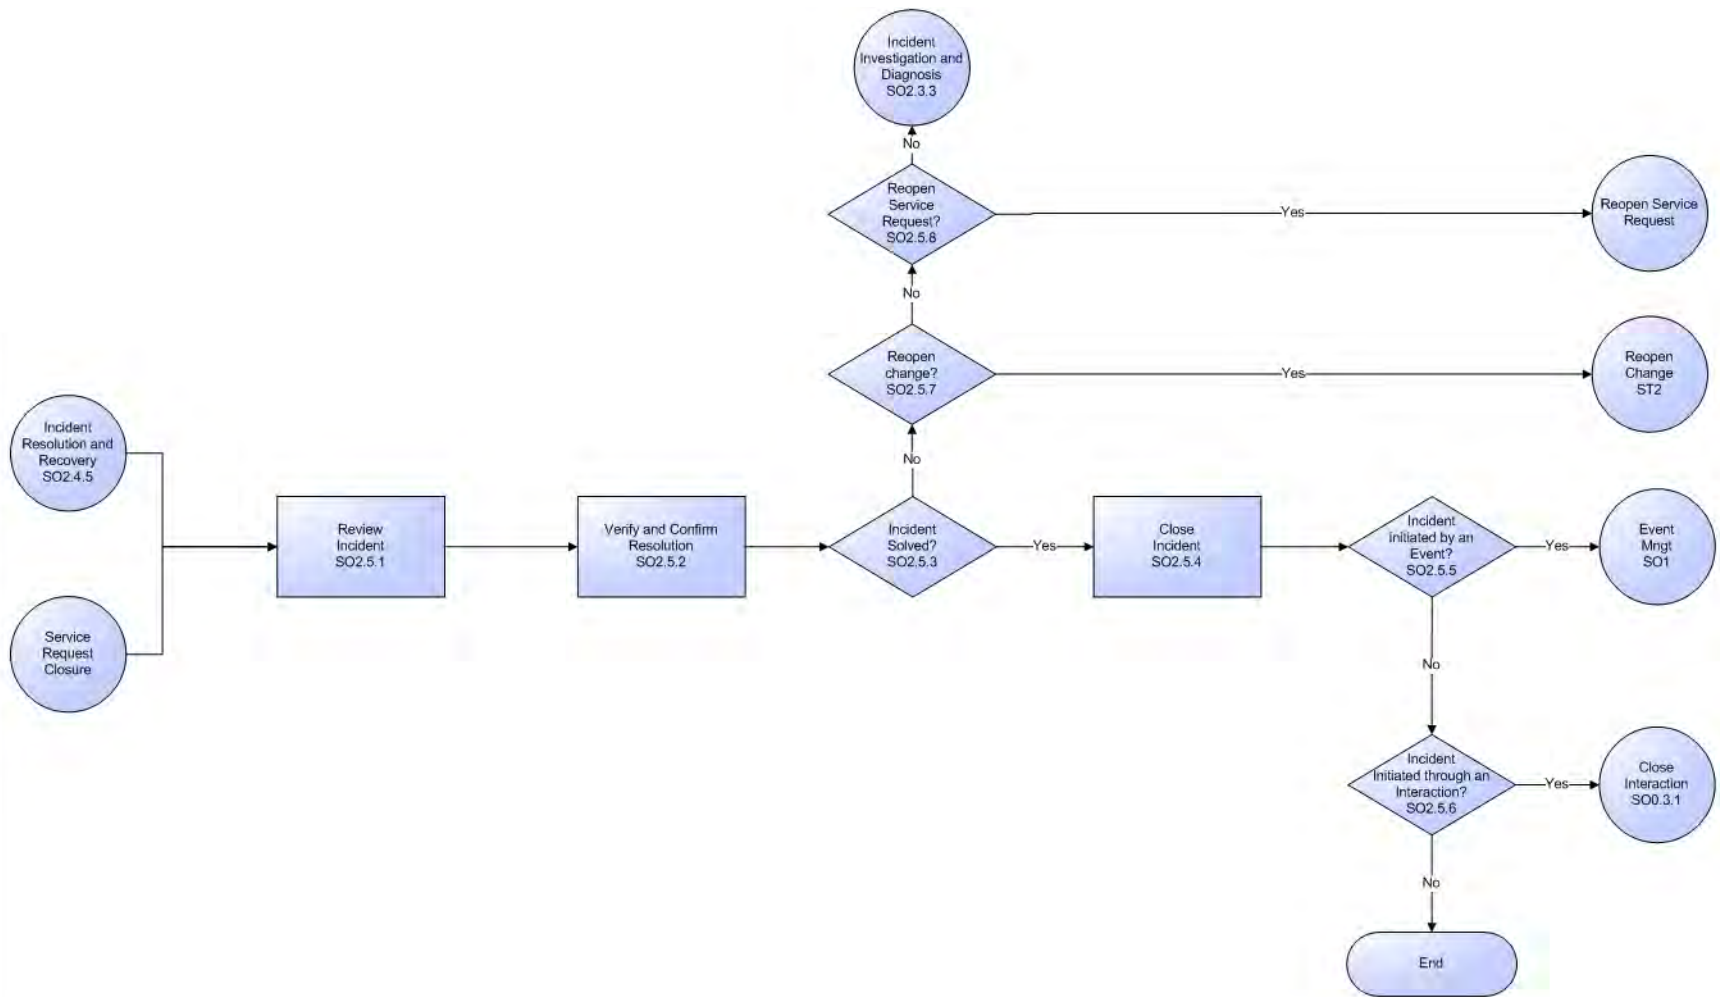 Incident
Investigation and
Diagnosis
SO2.3.3
No
Reopen
Service
Request?
SO2.5.8
Yes
Reopen Service
Request
No
Reopen
change?
SO2.5.7
Yes
Reopen
Change
ST2
Incident
Resolution and
Recovery
SO2.4.5
No
Review
Incident
SO2.5.1
Verify and Confirm
Resolution
SO2.5.2
Incident
Solved?
SO2.5.3
Yes
Close
Incident
SO2.5.4
Incident
initiated by an
Event?
SO2.5.5
Yes
Event
Mngt
SO1
Service
Request
Closure
No
Incident
Initiated through an
Interaction?
SO2.5.6
Yes
Close
Interaction
SO0.3.1
No
End